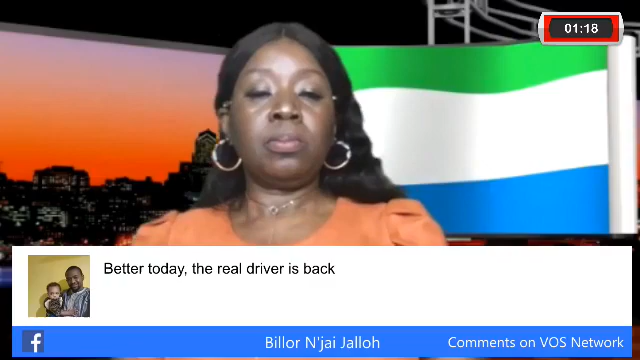 01:18
Better today, the real driver is back
Billor N'jai Jalloh
Comments on VOS Network